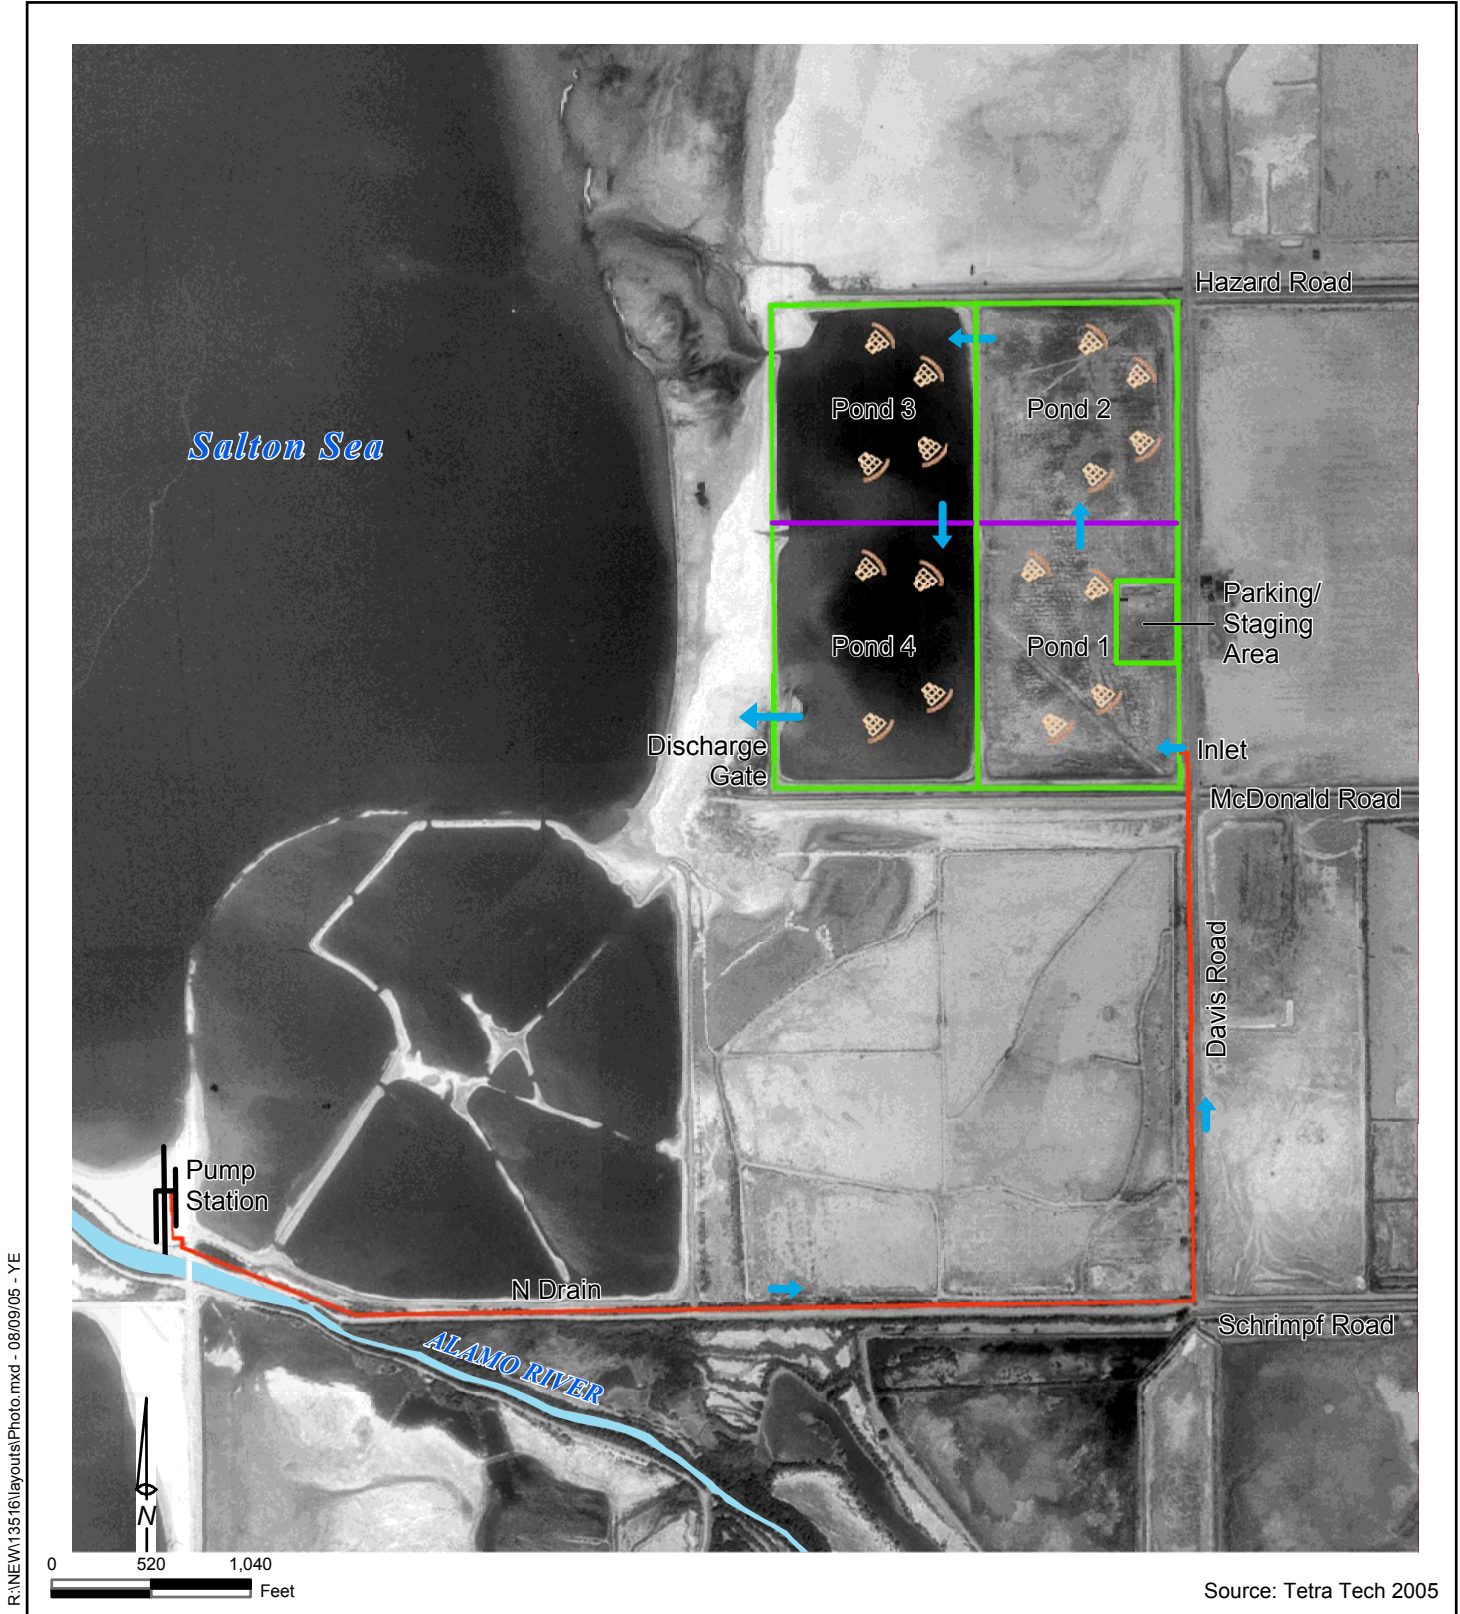 Hazard Road
Pond 3
Pond 2
Salton Sea
Parking/
Staging
Area
Pond 4
Pond 1
Discharge
Gate
Inlet
McDonald Road
Davis Road
Pump
Station
N Drain
Schrimpf Road
ALAMO RIVER
N
0 520 1,040
Feet
Source: Tetra Tech 2005
R:\NEW\13516\layouts\Photo.mxd - 08/09/05 - YE